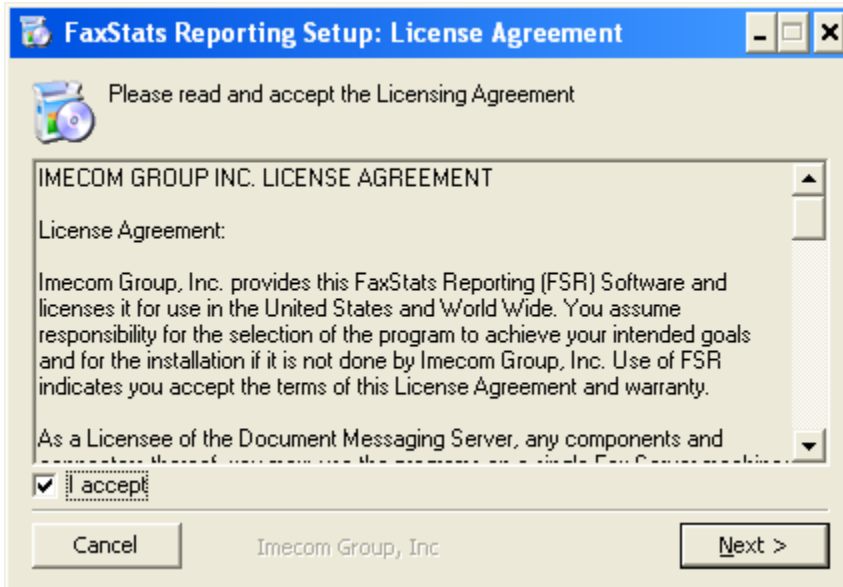 FaxStats Reporting Setup: License Agreement
Please read and accept the Licensing Agreement
IMECOM GROUP INC. LICENSE AGREEMENT
License Agreement:
Imecom Group, Inc. provides this FaxStats Reporting (FSR) Software and
licenses it for use in the United States and World Wide. You assume
responsibility for the selection of the program to achieve your intended goals
and for the installation if it is not done by Imecom Group, Inc. Use of FSR
indicates you accept the terms of this License Agreement and warranty.
As a Licensee of the Document Messaging Server, any components and
I accept
Cancel
Imecom Group, Inc
Next >